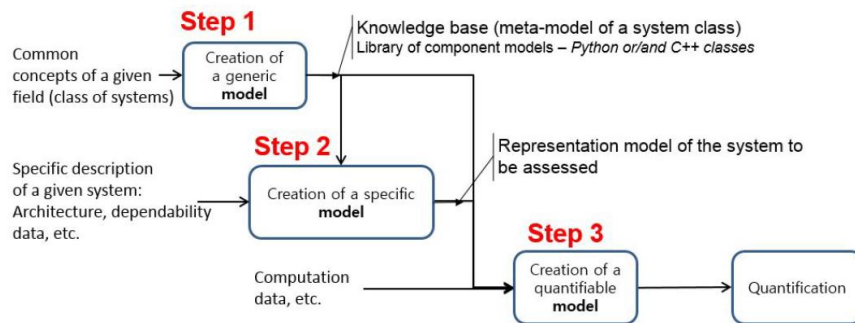 Step 1
Knowledge base (meta-model of a system class)
Library of component models – Python or/and C++ classes
Common
concepts of a given
field (class of systems)
Creation of
a generic
model
Step 2
Representation model of the system to
be assessed
Specific description
of a given system:
Architecture, dependability
data, etc.
Creation of a specific
model
Step 3
Computation
data, etc.
Creation of a
quantifiable
model
Quantification